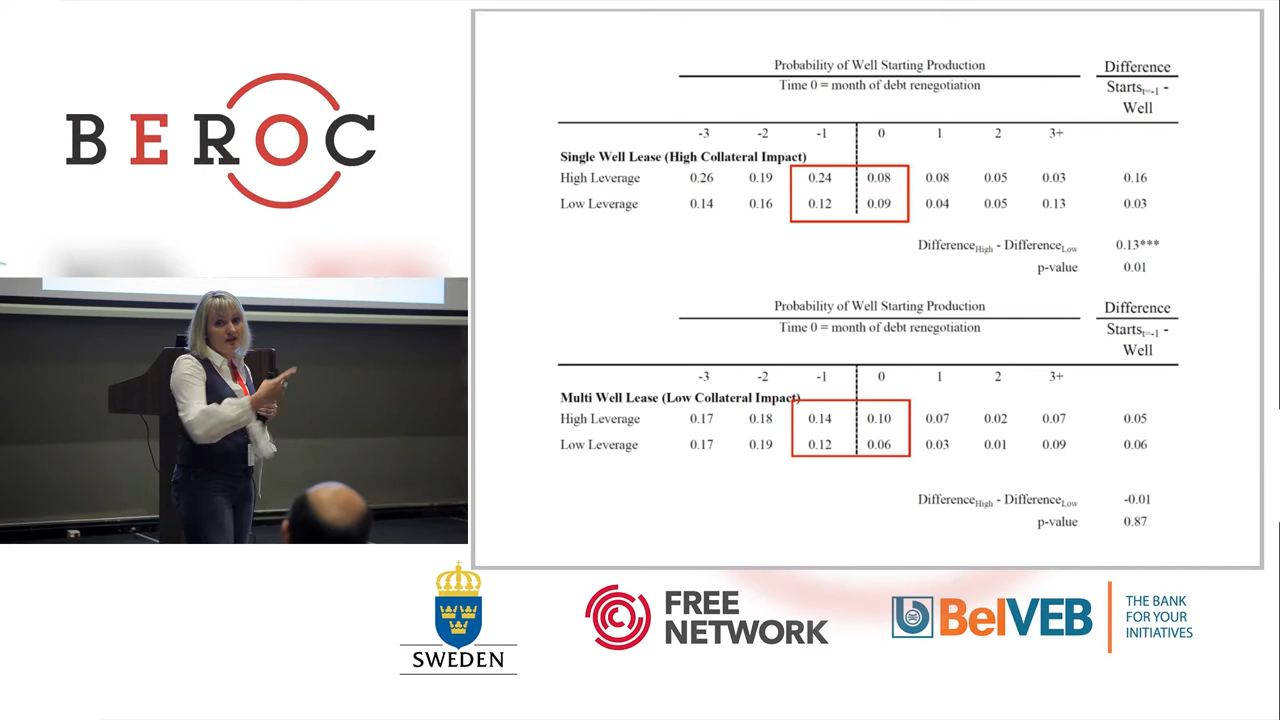 BEROC
Probability of Well Starting Production
Difference
Time 0 = month of debt renegotiation
Starts t=-1 -
Well
-3 -2 -1 0 1 2 3+
Single Well Lease (High Collateral Impact)
High Leverage 0.26 0.19 0.24 0.08 0.08 0.05 0.03 0.16
Low Leverage 0.14 0.16 0.12 0.09 0.04 0.05 0.13 0.03
Difference High - Difference Low 0.13***
p-value 0.01
Probability of Well Starting Production
Difference
Time 0 = month of debt renegotiation
Starts t=-1 -
Well
-3 -2 -1 0 1 2 3+
Multi Well Lease (Low Collateral Impact)
High Leverage 0.17 0.18 0.14 0.10 0.07 0.02 0.07 0.05
Low Leverage 0.17 0.19 0.12 0.06 0.03 0.01 0.09 0.06
Difference High - Difference Low -0.01
p-value 0.87
SWEDEN
FREE
NETWORK
BelVEB
THE BANK
FOR YOUR
INITIATIVES